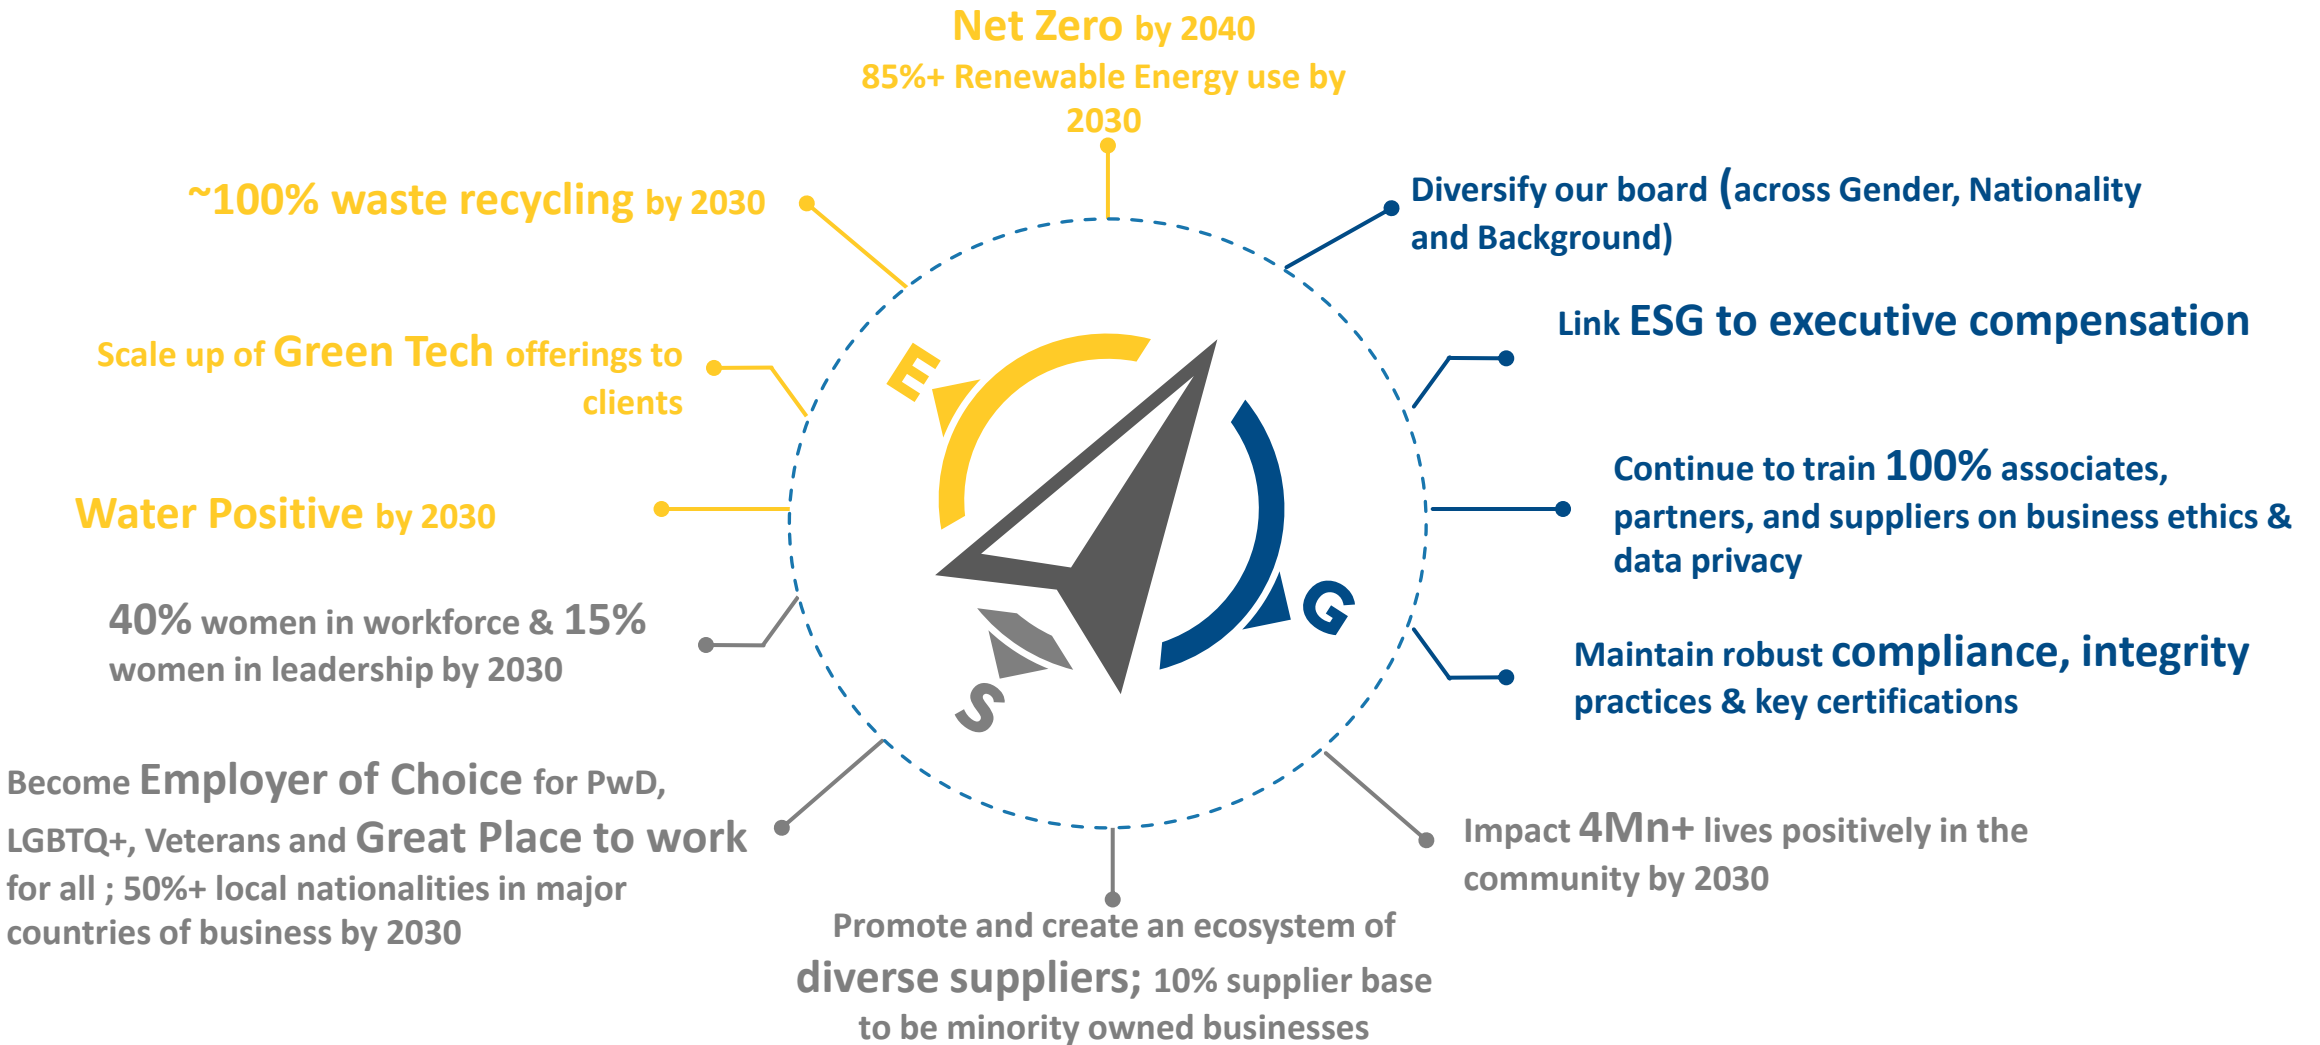 Net Zero by 2040
85%+ Renewable Energy use by
2030
~100% waste recycling by 2030
Scale up of Green Tech offerings to
clients
Water Positive by 2030
40% women in workforce & 15%
women in leadership by 2030
Become Employer of Choice for PwD,
LGBTQ+, Veterans and Great Place to work
for all ; 50%+ local nationalities in major
countries of business by 2030
Promote and create an ecosystem of
diverse suppliers; 10% supplier base
to be minority owned businesses
Impact 4Mn+ lives positively in the
community by 2030
Diversify our board (across Gender, Nationality
and Background)
Link ESG to executive compensation
Continue to train 100% associates,
partners, and suppliers on business ethics &
data privacy
Maintain robust compliance, integrity
practices & key certifications
E
S
G